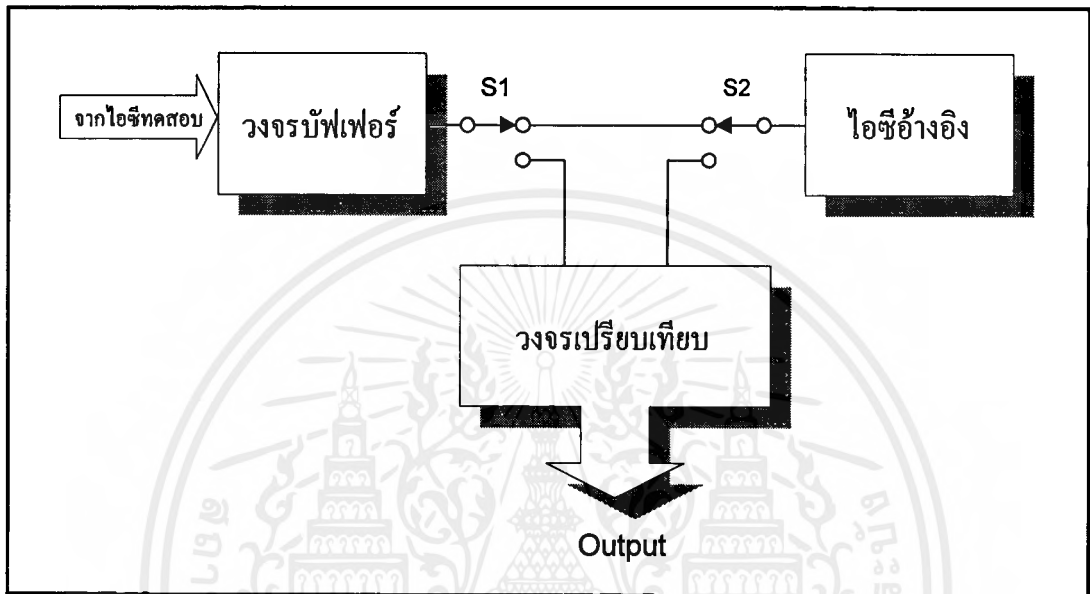 S1
S2
จากไอซีทดสอบ
วงจรบัฟเฟอร์
ไอซีอ้างอิง
วงจรเปรียบเทียบ
Output